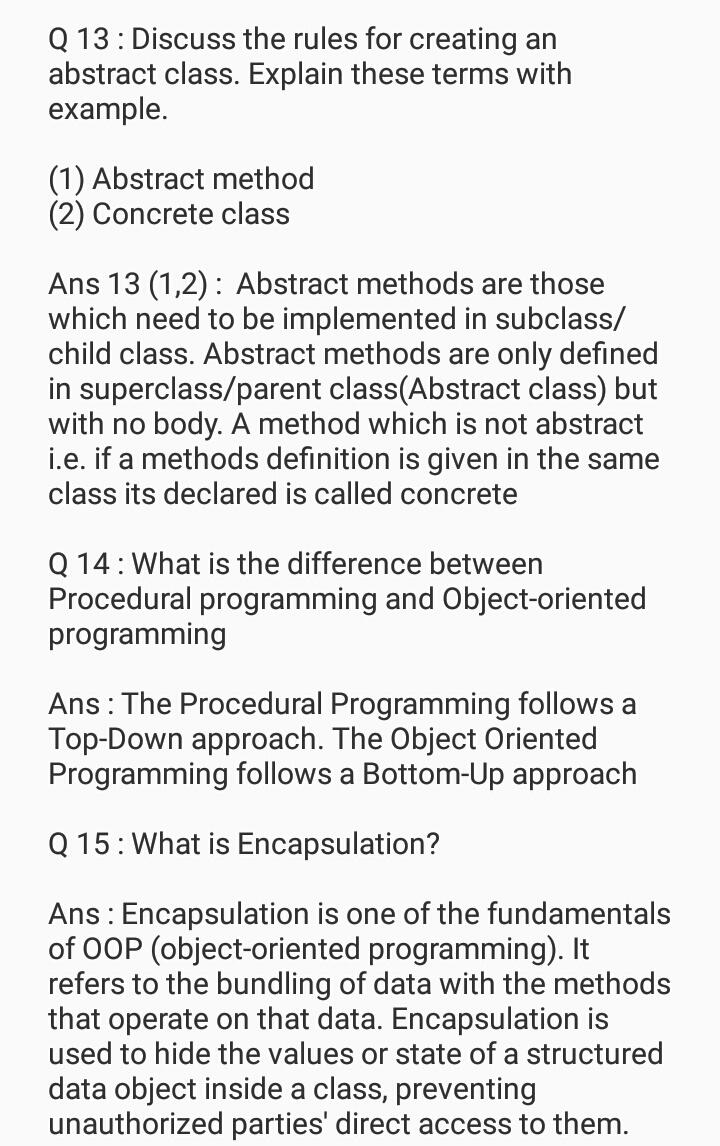 Q 13 : Discuss the rules for creating an
abstract class. Explain these terms with
example.
(1) Abstract method
(2) Concrete class
Ans 13 (1,2) :  Abstract methods are those
which need to be implemented in subclass/
child class. Abstract methods are only defined
in superclass/parent class(Abstract class) but
with no body. A method which is not abstract
i.e. if a methods definition is given in the same
class its declared is called concrete
Q 14 : What is the difference between
Procedural programming and Object-oriented
programming
Ans : The Procedural Programming follows a
Top-Down approach. The Object Oriented
Programming follows a Bottom-Up approach
Q 15 : What is Encapsulation?
Ans : Encapsulation is one of the fundamentals
of OOP (object-oriented programming). It
refers to the bundling of data with the methods
that operate on that data. Encapsulation is
used to hide the values or state of a structured
data object inside a class, preventing
unauthorized parties' direct access to them.